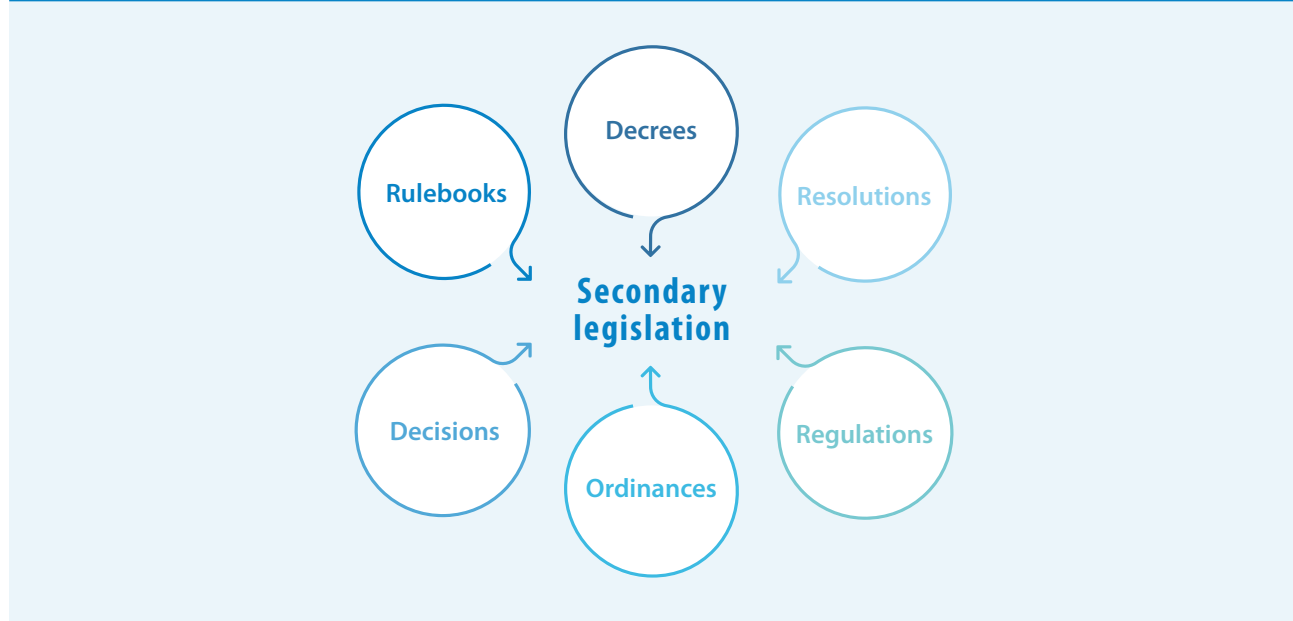 Decrees
Rulebooks
Resolutions
Secondary
legislation
Decisions
Regulations
Ordinances